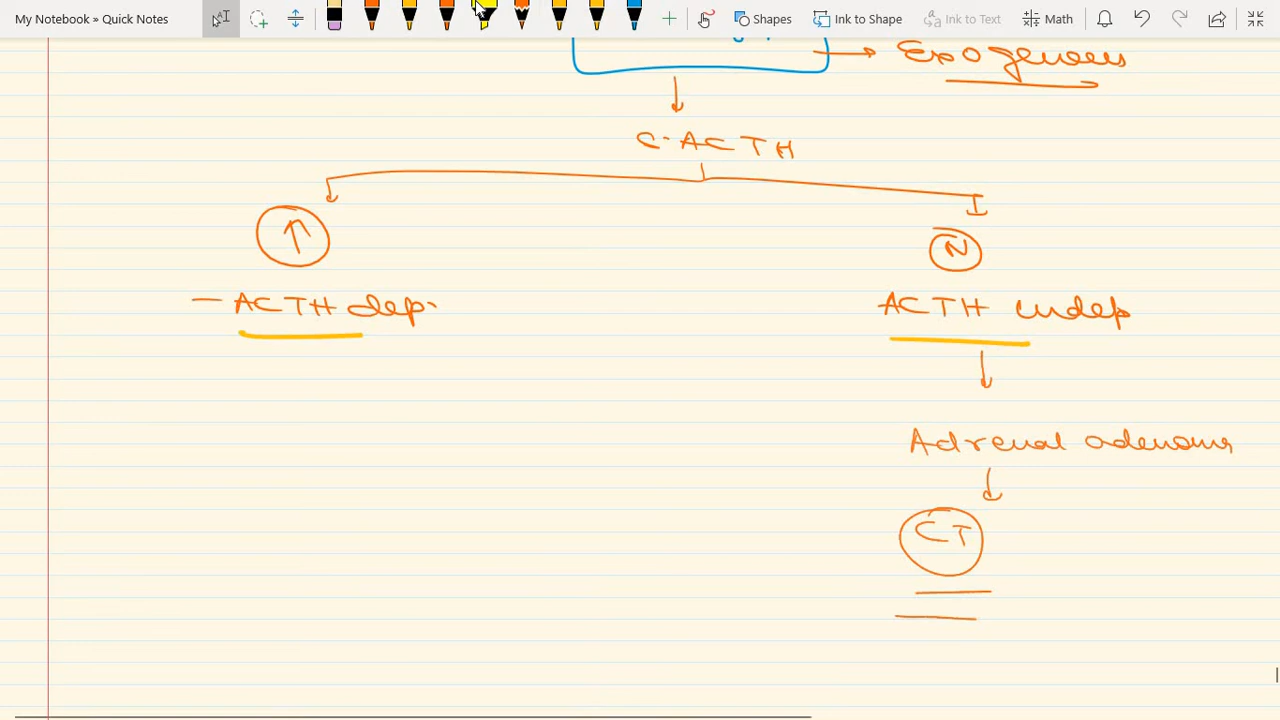 My Notebook » Quick Notes
Shapes
Ink to Shape
Ink to Text
Math
Exogenous
C-ACTH
↑
N
- ACTH dep.
ACTH indep
Adrenal adenoma
CT